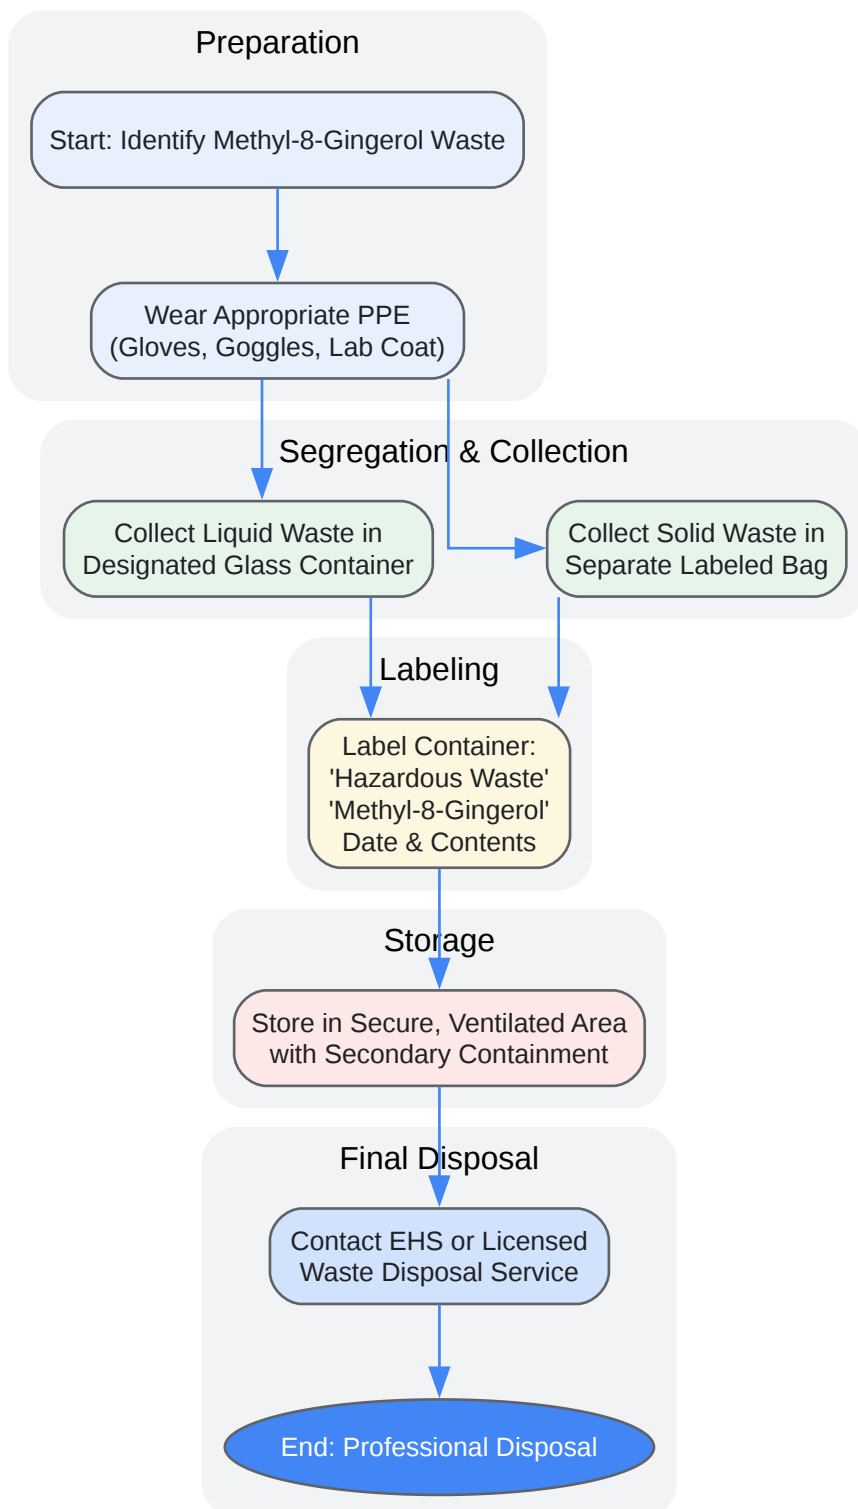 Preparation
Start: Identify Methyl-8-Gingerol Waste
Wear Appropriate PPE
(Gloves, Goggles, Lab Coat)
Segregation & Collection
Collect Liquid Waste in
Designated Glass Container
Collect Solid Waste in
Separate Labeled Bag
Labeling
Label Container:
'Hazardous Waste'
'Methyl-8-Gingerol'
Date & Contents
Storage
Store in Secure, Ventilated Area
with Secondary Containment
Final Disposal
Contact EHS or Licensed
Waste Disposal Service
End: Professional Disposal